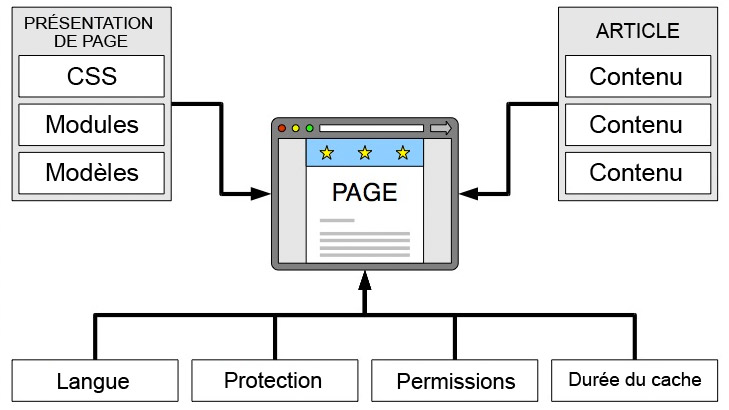 PRÉSENTATION
DE PAGE
CSS
Modules
Modèles
ARTICLE
Contenu
Contenu
Contenu
PAGE
Langue
Protection
Permissions
Durée du cache